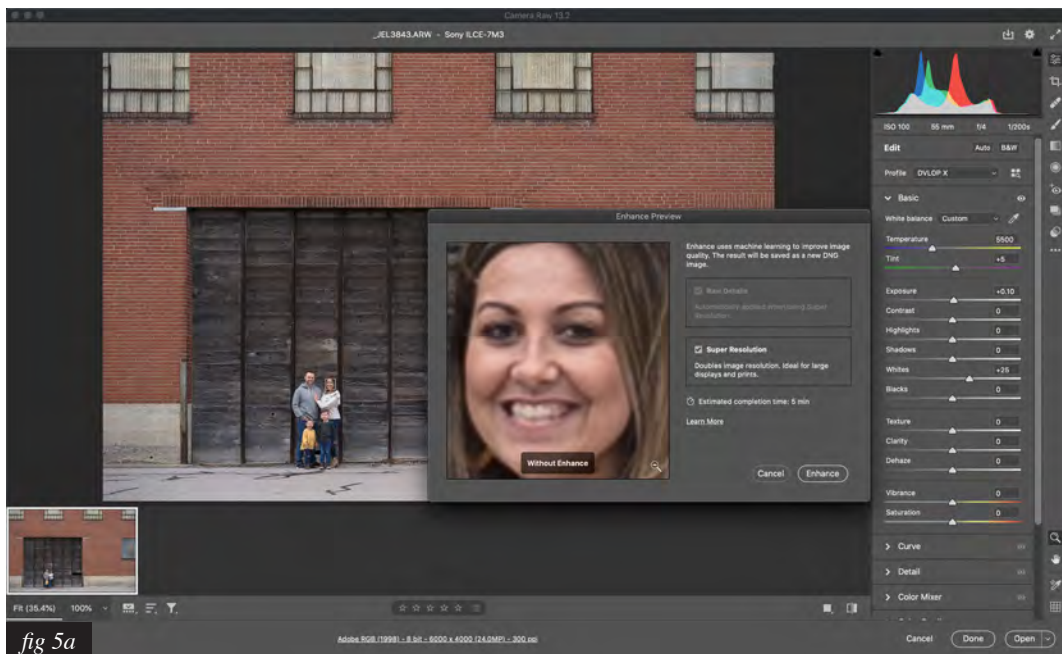 Camera Raw 13.2
_JEL3843.ARW - Sony ILCE-7M3
ISO 100 55 mm f/4 1/200s
Edit Auto B&W
Profile DVLOP X
Basic
White balance Custom
Temperature 5500
Tint +5
Exposure +0.10
Contrast 0
Highlights 0
Shadows 0
Whites +25
Blacks 0
Texture 0
Clarity 0
Dehaze 0
Vibrance 0
Saturation 0
Curve
Detail
Color Mixer
Enhance Preview
Enhance uses machine learning to improve image
quality. The result will be saved as a new DNG
image.
Raw Details
Super Resolution
Doubles image resolution. Ideal for large
displays and prints.
Estimated completion time: 5 min
Learn More
Without Enhance
Cancel Enhance
Fit (35.4%) 100%
fig 5a
Adobe RGB (1998) - 8 bit - 6000 x 4000 (24.0MP) - 300 ppi
Cancel Done Open